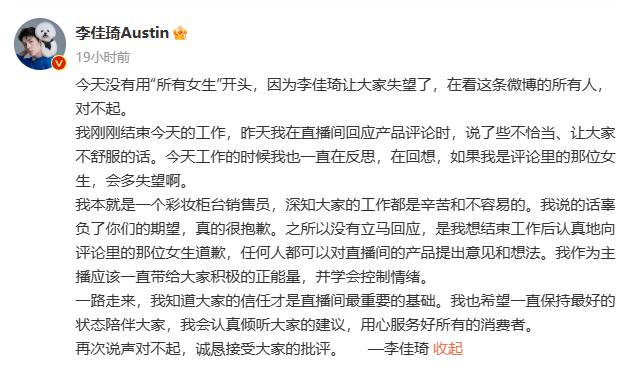 李佳琦Austin
19小时前
今天没有用“所有女生”开头，因为李佳琦让大家失望了，在看这条微博的所有人，
对不起。
我刚刚结束今天的工作，昨天我在直播间回应产品评论时，说了些不恰当、让大家
不舒服的话。今天工作的时候我也一直在反思，在回想，如果我是评论里的那位女
生，会多失望啊。
我本就是一个彩妆柜台销售员，深知大家的工作都是辛苦和不容易的。我说的话辜
负了你们的期望，真的很抱歉。之所以没有立马回应，是我想结束工作后认真地向
评论里的那位女生道歉，任何人都可以对直播间的产品提出意见和想法。我作为主
播应该一直带给大家积极的正能量，并学会控制情绪。
一路走来，我知道大家的信任才是直播间最重要的基础。我也希望一直保持最好的
状态陪伴大家，我会认真倾听大家的建议，用心服务好所有的消费者。
再次说声对不起，诚恳接受大家的批评。 —李佳琦 收起